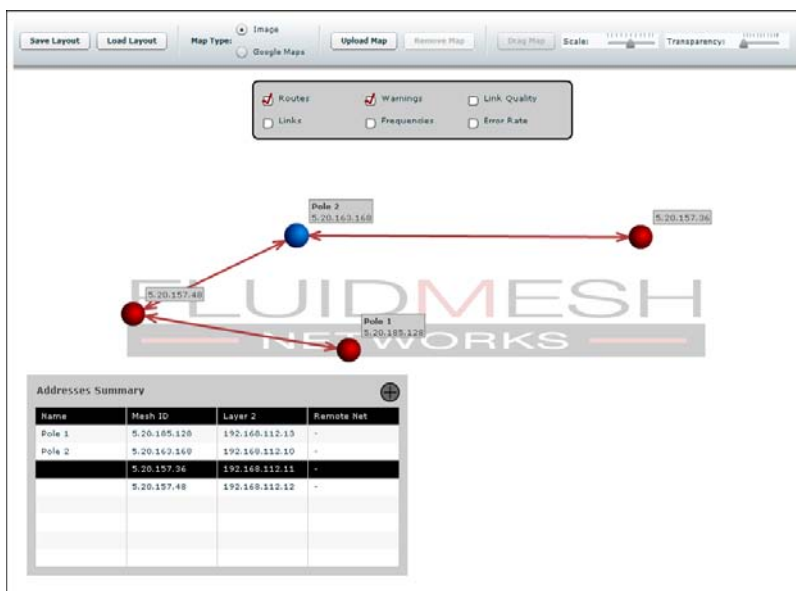 Save Layout Load Layout Map Type: Image Google Maps Upload Map Remove Map Drag Map Scale: Transparency:
Routes Warnings Link Quality
Links Frequencies Error Rate
Pole 2
5.20.163.168
5.20.157.36
5.20.157.48
FLUIDMESH
NETWORKS
Pole 1
5.20.185.128
Addresses Summary
Name Mesh ID Layer 2 Remote Net
Pole 1 5.20.185.128 192.168.112.13 -
Pole 2 5.20.163.168 192.168.112.10 -
5.20.157.36 192.168.112.11 -
5.20.157.48 192.168.112.12 -